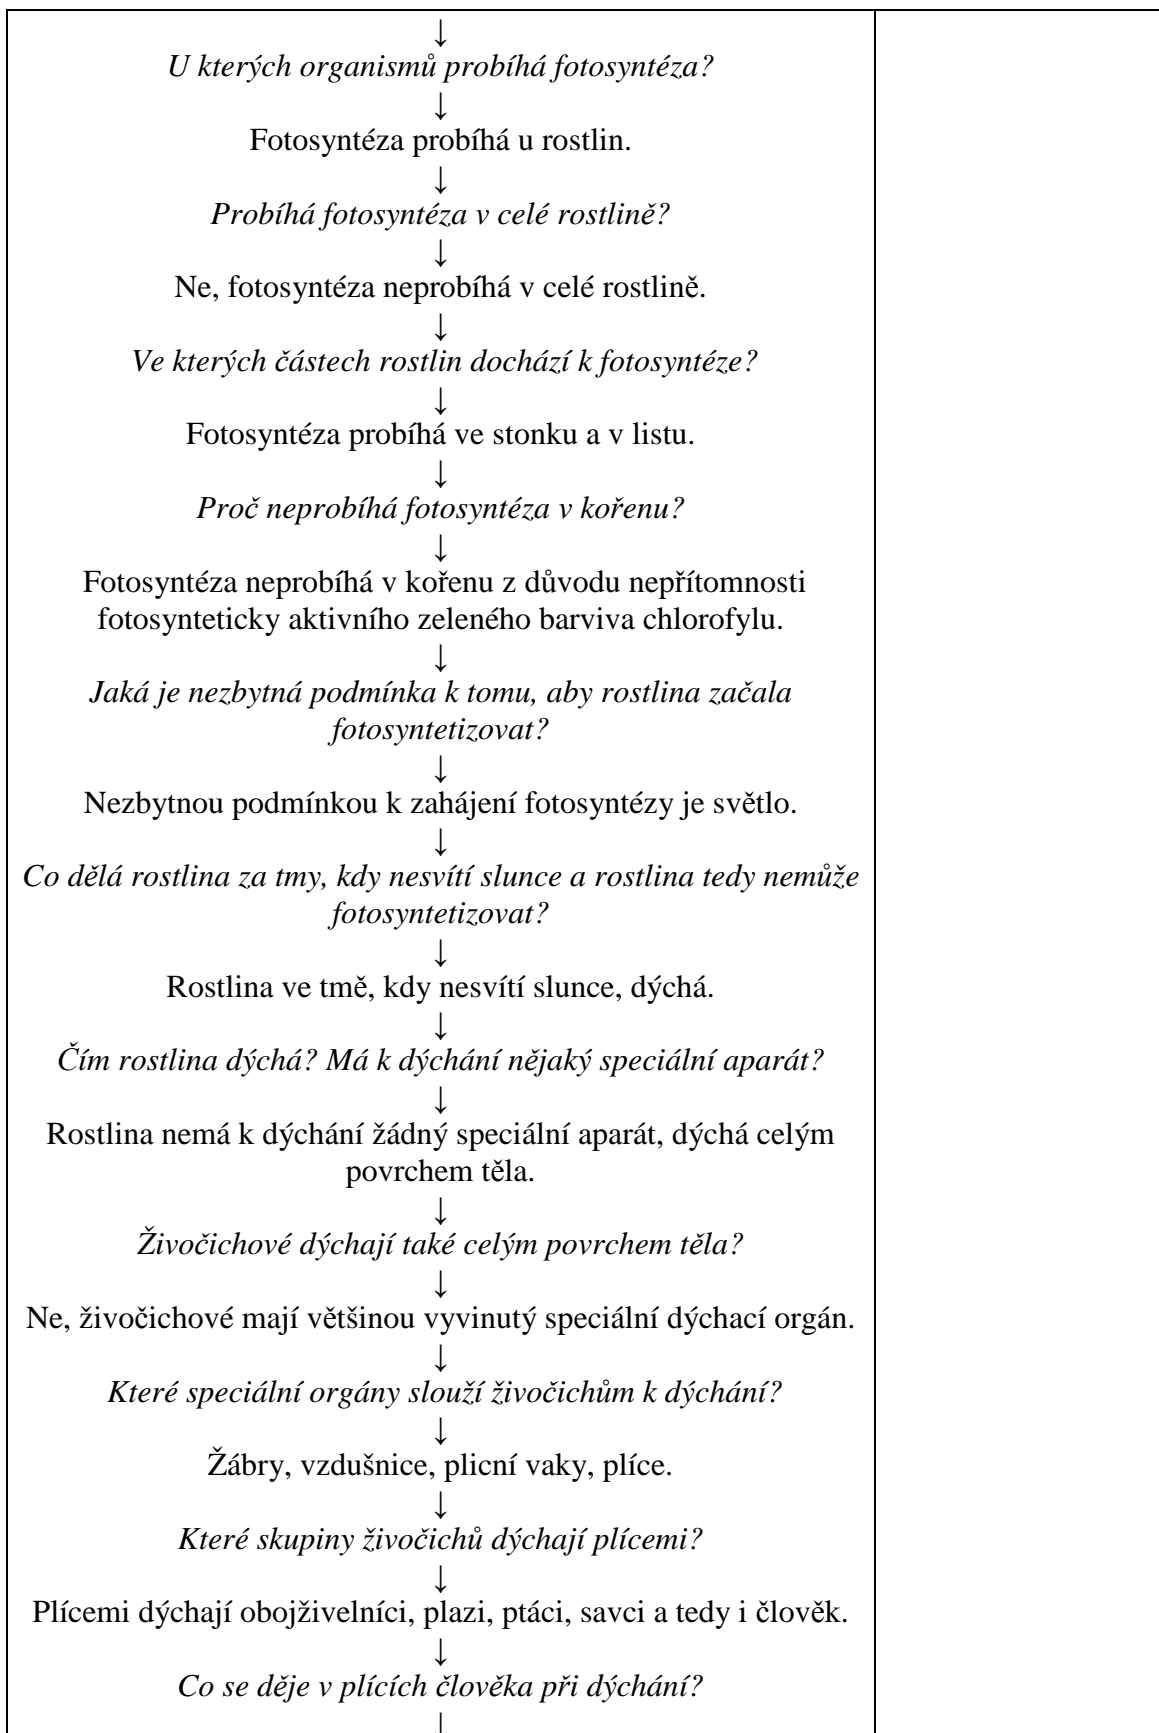 ↓
U kterých organismů probíhá fotosyntéza?
↓
Fotosyntéza probíhá u rostlin.
↓
Probíhá fotosyntéza v celé rostlině?
↓
Ne, fotosyntéza neprobíhá v celé rostlině.
↓
Ve kterých částech rostlin dochází k fotosyntéze?
↓
Fotosyntéza probíhá ve stonku a v listu.
↓
Proč neprobíhá fotosyntéza v kořenu?
↓
Fotosyntéza neprobíhá v kořenu z důvodu nepřítomnosti
fotosynteticky aktivního zeleného barviva chlorofylu.
↓
Jaká je nezbytná podmínka k tomu, aby rostlina začala
fotosyntetizovat?
↓
Nezbytnou podmínkou k zahájení fotosyntézy je světlo.
↓
Co dělá rostlina za tmy, kdy nesvítí slunce a rostlina tedy nemůže
fotosyntetizovat?
↓
Rostlina ve tmě, kdy nesvítí slunce, dýchá.
↓
Čím rostlina dýchá? Má k dýchání nějaký speciální aparát?
↓
Rostlina nemá k dýchání žádný speciální aparát, dýchá celým
povrchem těla.
↓
Živočichové dýchají také celým povrchem těla?
↓
Ne, živočichové mají většinou vyvinutý speciální dýchací orgán.
↓
Které speciální orgány slouží živočichům k dýchání?
↓
Žábry, vzdušnice, plicní vaky, plíce.
↓
Které skupiny živočichů dýchají plícemi?
↓
Plícemi dýchají obojživelníci, plazi, ptáci, savci a tedy i člověk.
↓
Co se děje v plících člověka při dýchání?
↓